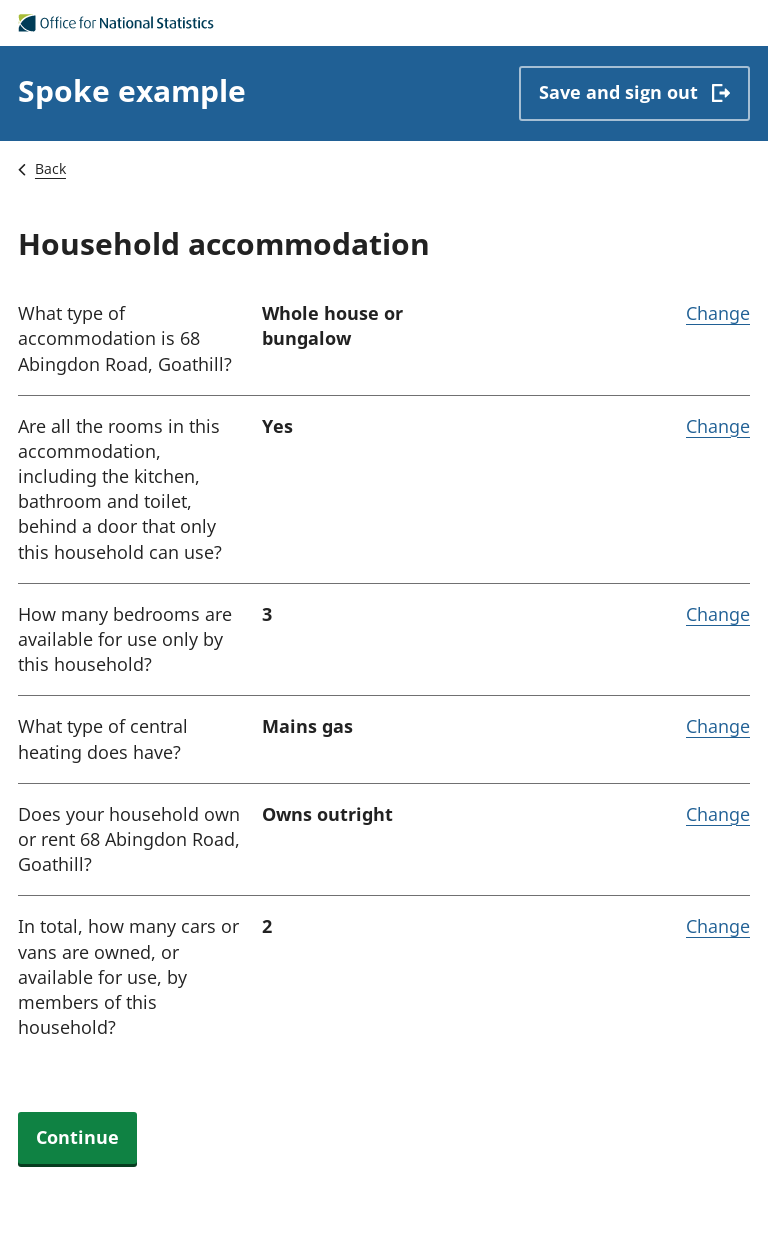 Office for National Statistics
Spoke example
Save and sign out
Back
Household accommodation
What type of
accommodation is 68
Abingdon Road, Goathill?
Whole house or
bungalow
Change
Are all the rooms in this
accommodation,
including the kitchen,
bathroom and toilet,
behind a door that only
this household can use?
Yes
Change
How many bedrooms are
available for use only by
this household?
3
Change
What type of central
heating does have?
Mains gas
Change
Does your household own
or rent 68 Abingdon Road,
Goathill?
Owns outright
Change
In total, how many cars or
vans are owned, or
available for use, by
members of this
household?
2
Change
Continue